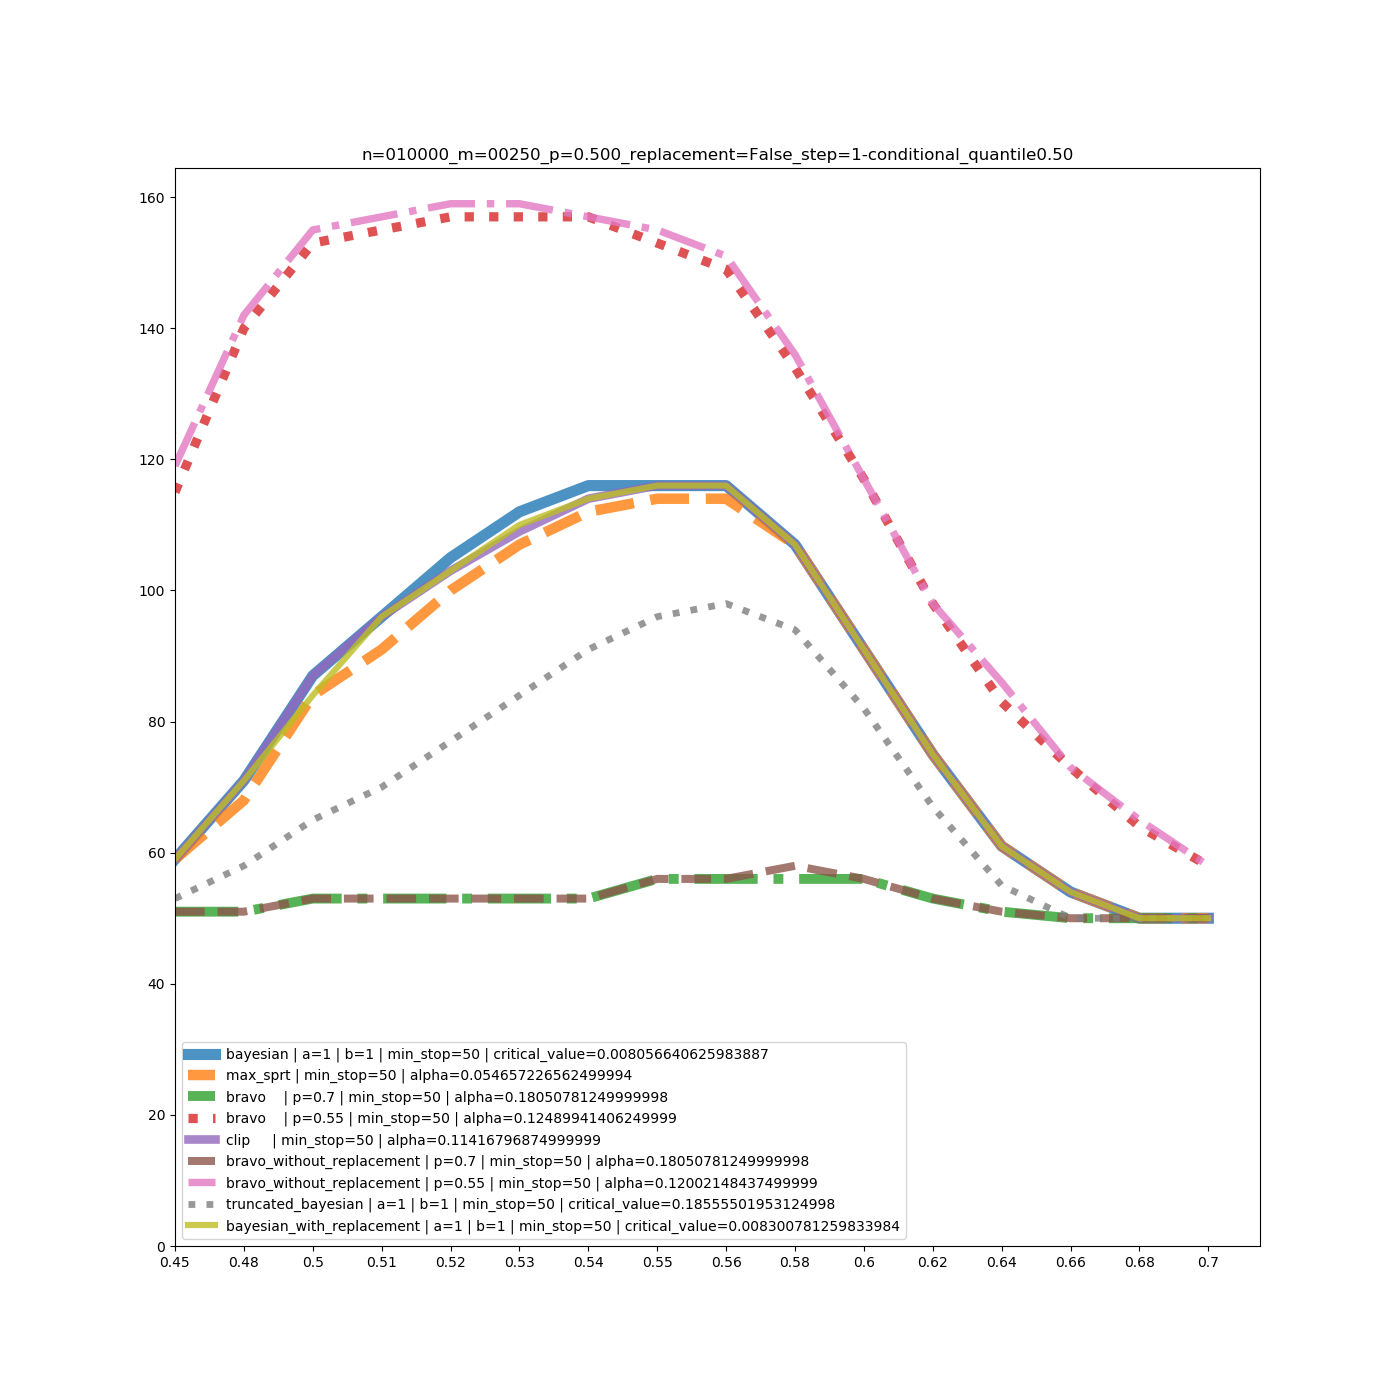 n=010000_m=00250_p=0.500_replacement=False_step=1-conditional_quantile0.50
160
140
120
100
80
60
40
20
0
bayesian | a=1 | b=1 | min_stop=50 | critical_value=0.008056640625983887
max_sprt | min_stop=50 | alpha=0.054657226562499994
bravo    | p=0.7 | min_stop=50 | alpha=0.18050781249999998
bravo    | p=0.55 | min_stop=50 | alpha=0.12489941406249999
clip     | min_stop=50 | alpha=0.11416796874999999
bravo_without_replacement | p=0.7 | min_stop=50 | alpha=0.18050781249999998
bravo_without_replacement | p=0.55 | min_stop=50 | alpha=0.12002148437499999
truncated_bayesian | a=1 | b=1 | min_stop=50 | critical_value=0.18555501953124998
bayesian_with_replacement | a=1 | b=1 | min_stop=50 | critical_value=0.008300781259833984
0.45 0.48 0.5 0.51 0.52 0.53 0.54 0.55 0.56 0.58 0.6 0.62 0.64 0.66 0.68 0.7